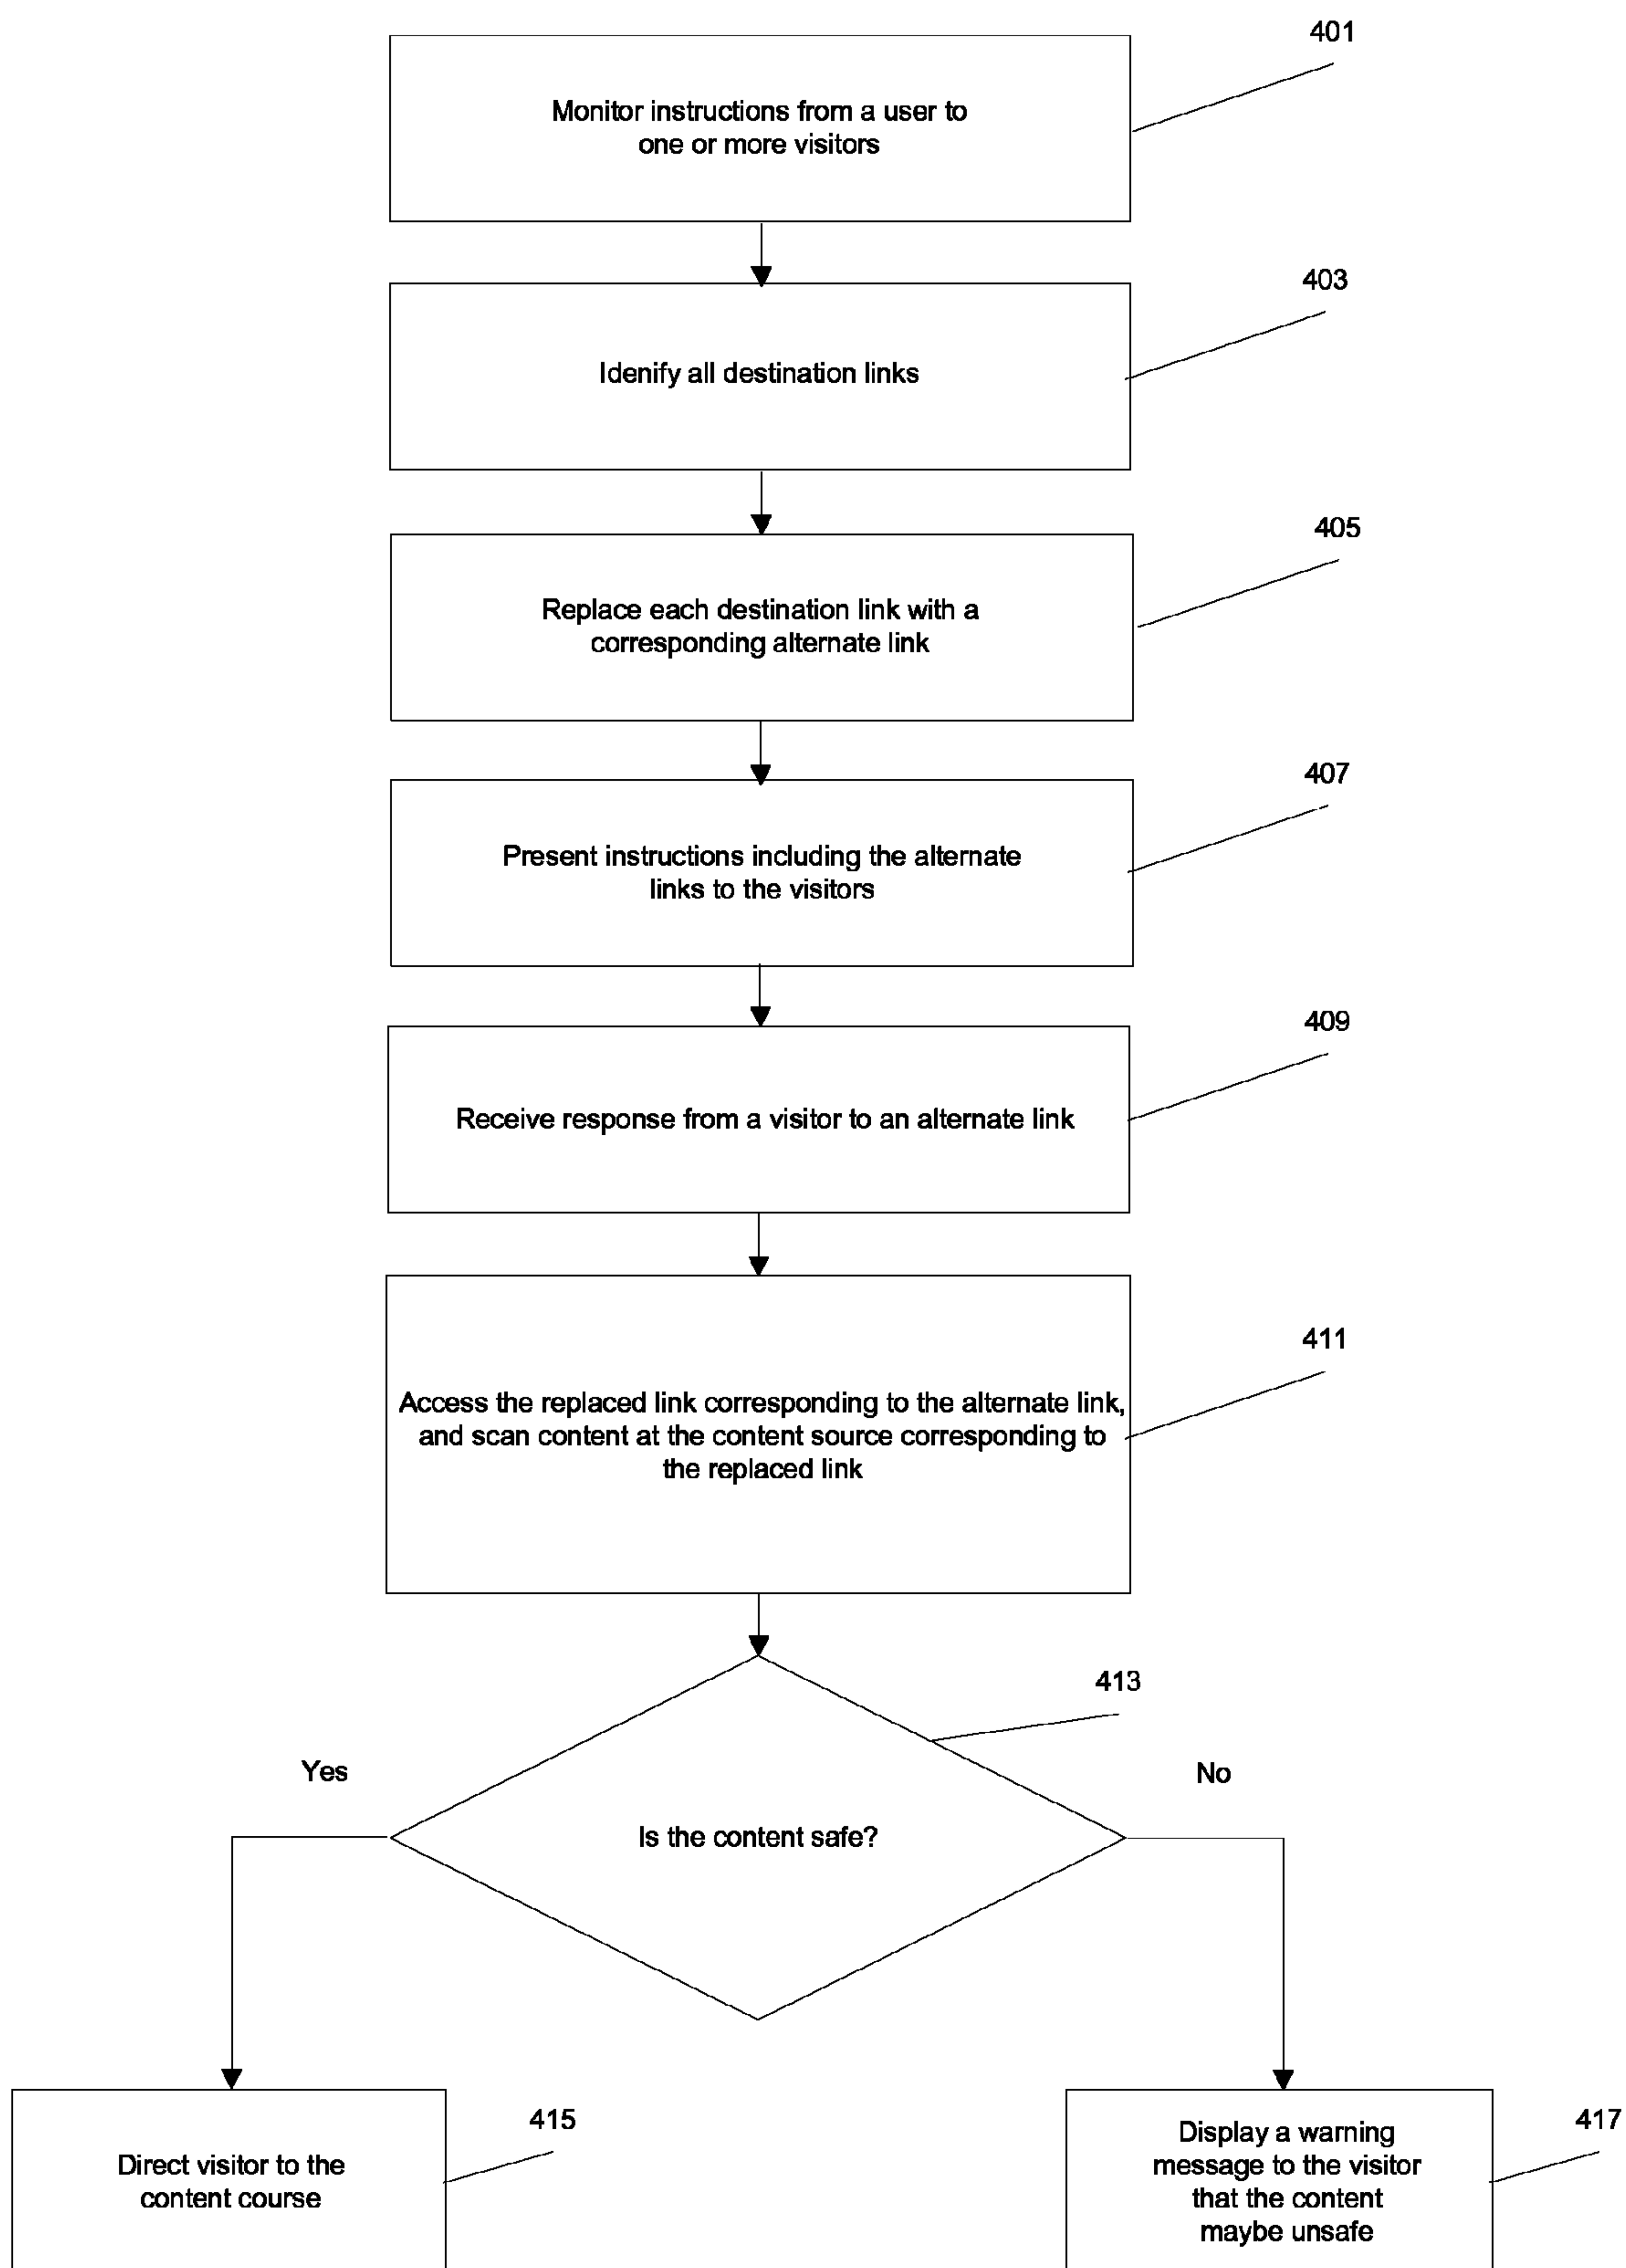 401
Monitor instructions from a user to
one or more visitors
403
Idenify all destination links
405
Replace each destination link with a
corresponding alternate link
407
Present instructions including the alternate
links to the visitors
409
Receive response from a visitor to an alternate link
411
Access the replaced link corresponding to the alternate link,
and scan content at the content source corresponding to
the replaced link
413
Yes
No
Is the content safe?
415
Direct visitor to the
content course
417
Display a warning
message to the visitor
that the content
maybe unsafe